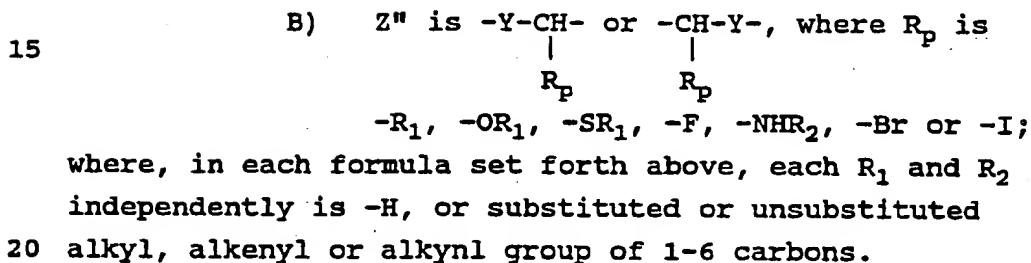 B) Z" is -Y-CH- or -CH-Y-, where Rp is
15 | |
Rp Rp
-R1, -OR1, -SR1, -F, -NHR2, -Br or -I;
where, in each formula set forth above, each R1 and R2
independently is -H, or substituted or unsubstituted
20 alkyl, alkenyl or alkynl group of 1-6 carbons.